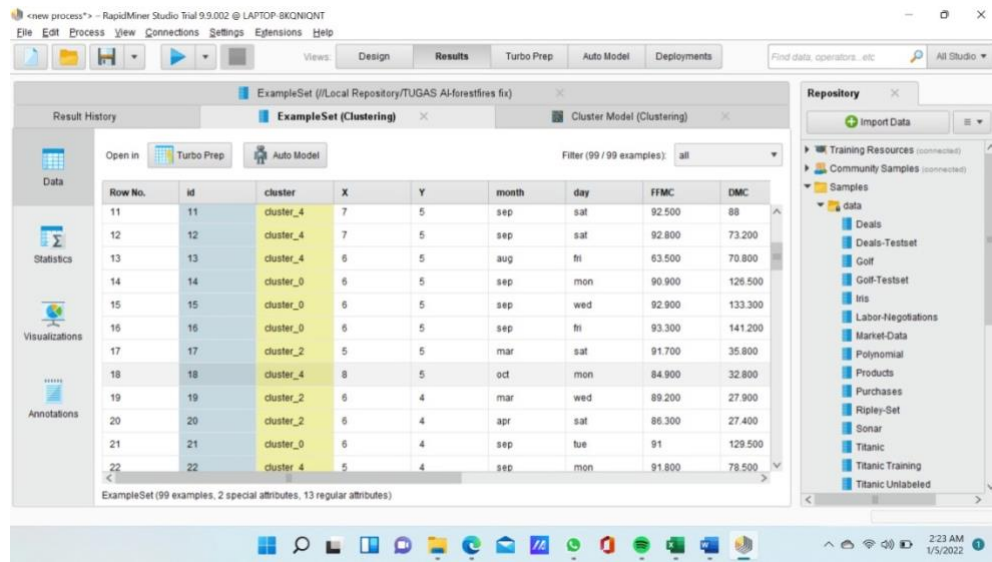 <new process*> – RapidMiner Studio Trial 9.9.002 @ LAPTOP-8KQNIQNT
File Edit Process View Connections Settings Extensions Help
Views: Design Results Turbo Prep Auto Model Deployments Find data, operators...etc All Studio
ExampleSet (//Local Repository/TUGAS AI-forestfires fix)
Result History ExampleSet (Clustering) Cluster Model (Clustering)
Open in Turbo Prep Auto Model Filter (99 / 99 examples): all
Data
Statistics
Visualizations
Annotations
Row No. id cluster X Y month day FFMC DMC
11 11 cluster_4 7 5 sep sat 92.500 88
12 12 cluster_4 7 5 sep sat 92.800 73.200
13 13 cluster_4 6 5 aug fri 63.500 70.800
14 14 cluster_0 6 5 sep mon 90.900 126.500
15 15 cluster_0 6 5 sep wed 92.900 133.300
16 16 cluster_0 6 5 sep fri 93.300 141.200
17 17 cluster_2 5 5 mar sat 91.700 35.800
18 18 cluster_4 8 5 oct mon 84.900 32.800
19 19 cluster_2 6 4 mar wed 89.200 27.900
20 20 cluster_2 6 4 apr sat 86.300 27.400
21 21 cluster_0 6 4 sep tue 91 129.500
22 22 cluster_4 5 4 sep mon 91.800 78.500
ExampleSet (99 examples, 2 special attributes, 13 regular attributes)
Repository
Import Data
Training Resources (connected)
Community Samples (connected)
Samples
data
Deals
Deals-Testset
Golf
Golf-Testset
Iris
Labor-Negotiations
Market-Data
Polynomial
Products
Purchases
Ripley-Set
Sonar
Titanic
Titanic Training
Titanic Unlabeled
2:23 AM
1/5/2022
1